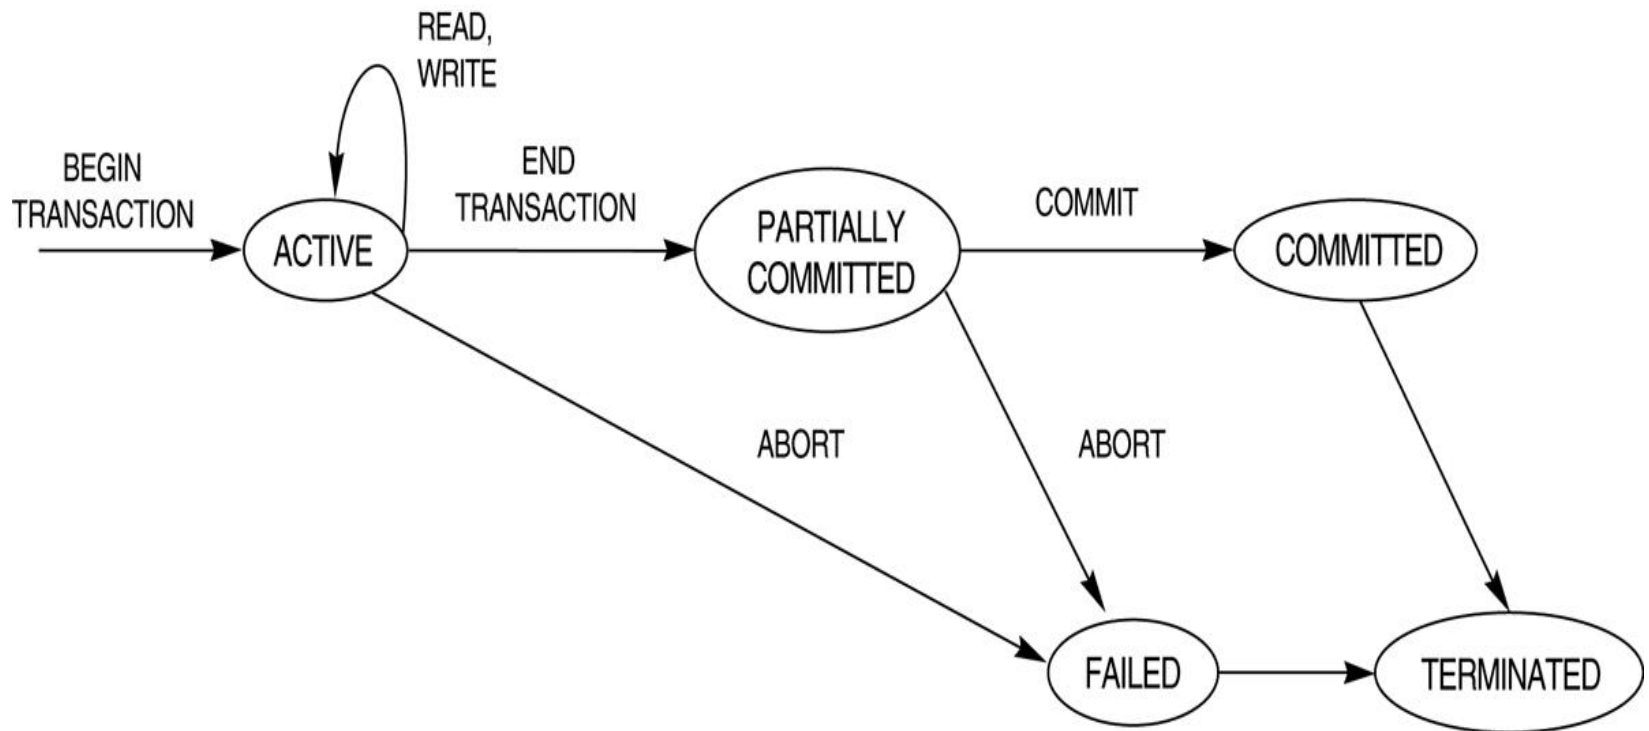 READ,
WRITE
BEGIN
TRANSACTION
ACTIVE
END
TRANSACTION
PARTIALLY
COMMITTED
COMMIT
COMMITTED
ABORT
ABORT
FAILED
TERMINATED